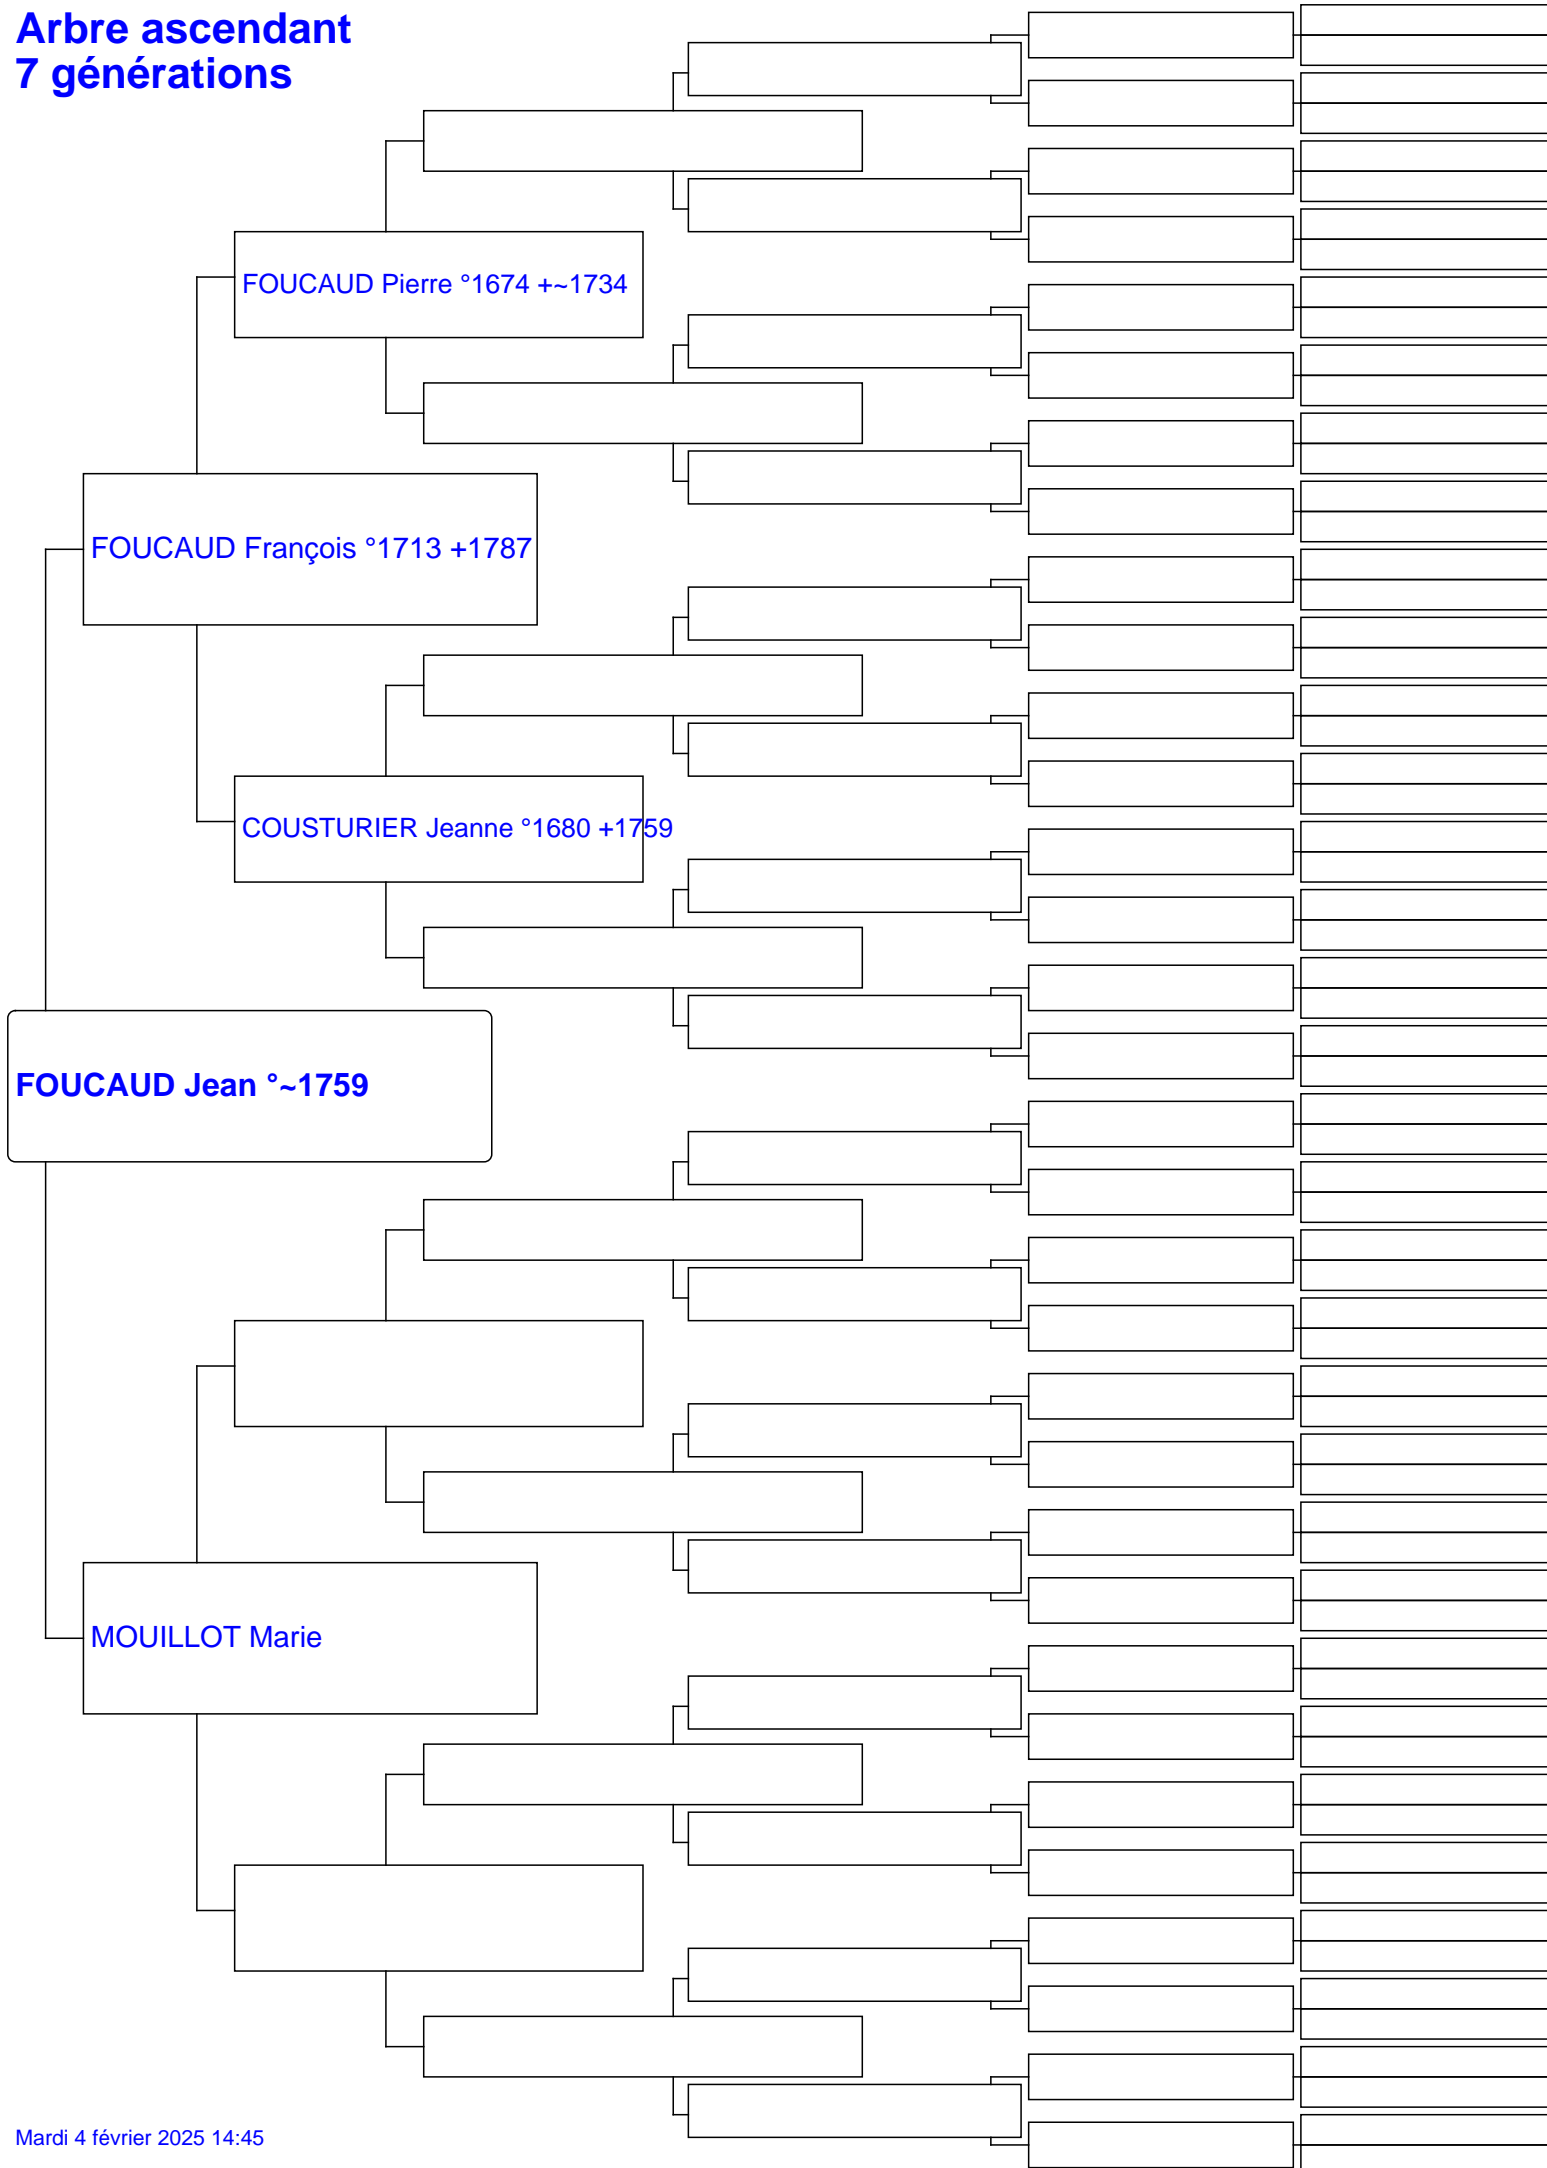 Arbre ascendant
7 générations
FOUCAUD Pierre °1674 +~1734
FOUCAUD François °1713 +1787
COUSTURIER Jeanne °1680 +1759
FOUCAUD Jean °~1759
MOUILLOT Marie
Mardi 4 février 2025 14:45